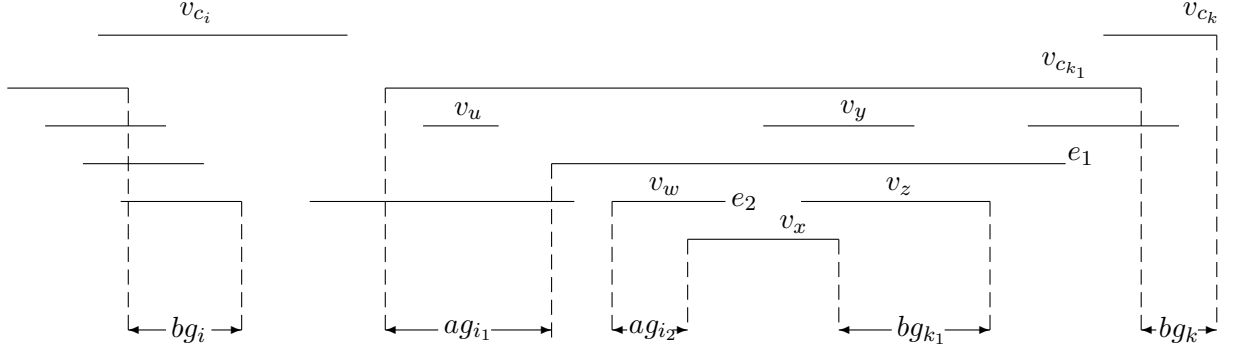 v_{c_i} v_{c_k}
v_{c_{k_1}}
v_u v_y
e_1
v_w e_2 v_z
v_x
bg_i ag_{i_1} ag_{i_2} bg_{k_1} bg_k